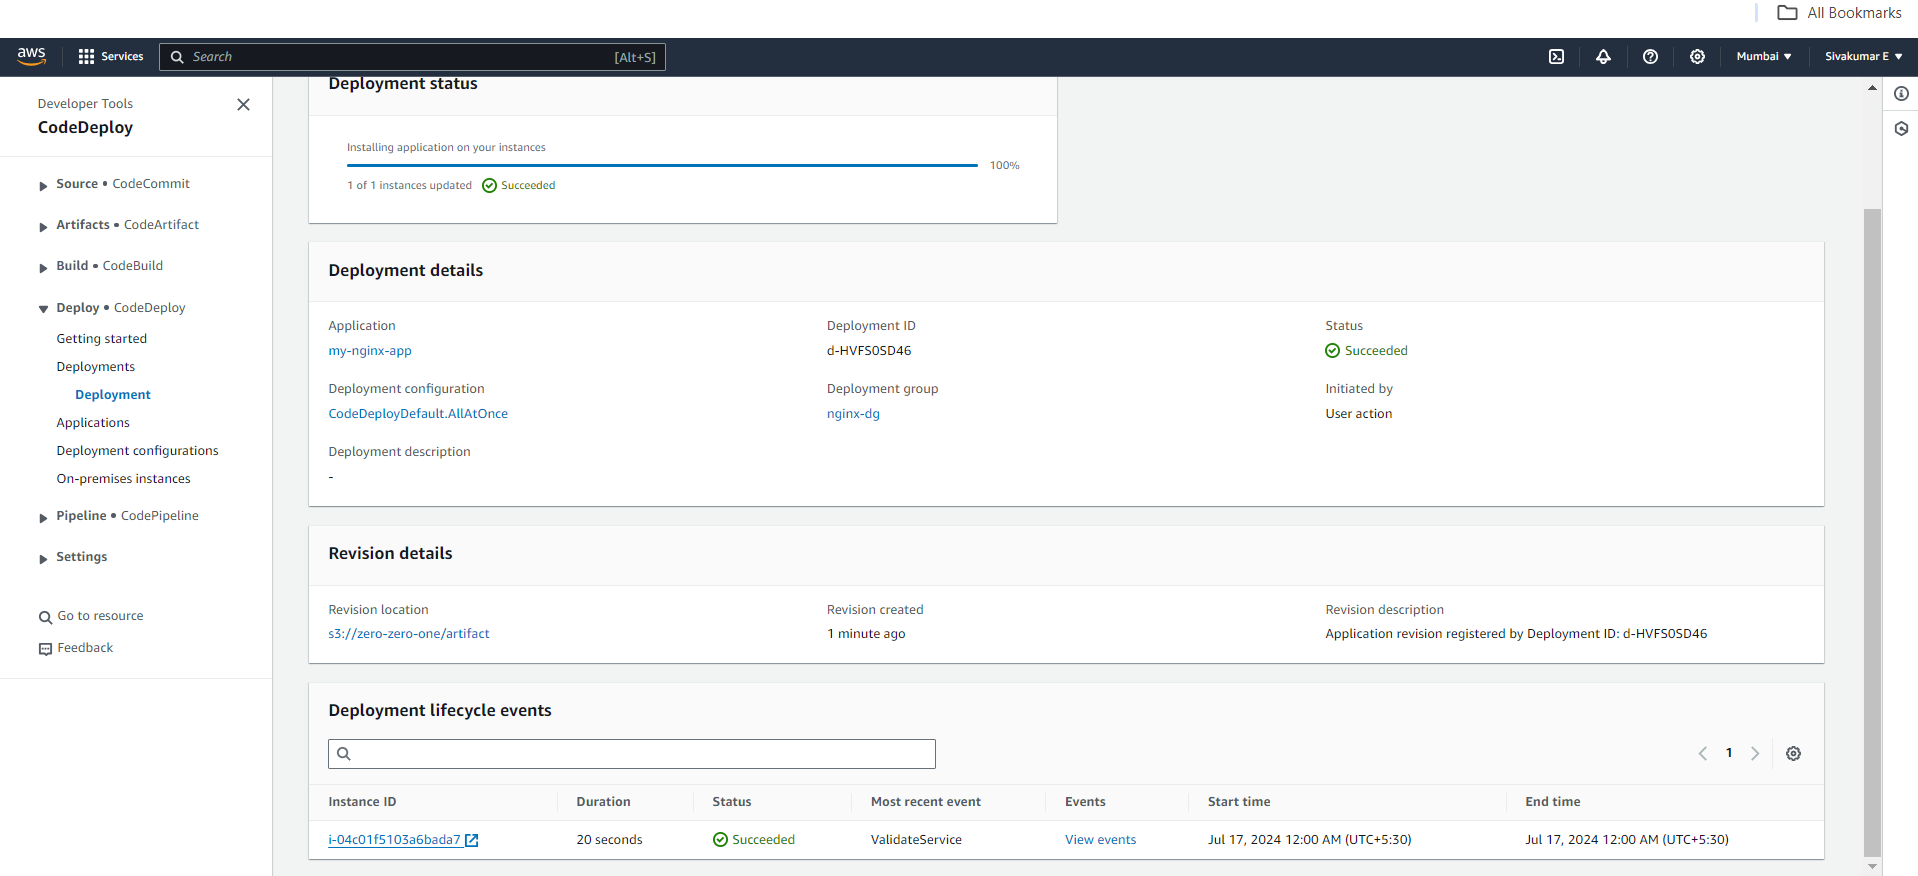 All Bookmarks
aws
Services
Search
[Alt+S]
Mumbai
Sivakumar E
Developer Tools
CodeDeploy
Source • CodeCommit
Artifacts • CodeArtifact
Build • CodeBuild
Deploy • CodeDeploy
Getting started
Deployments
Deployment
Applications
Deployment configurations
On-premises instances
Pipeline • CodePipeline
Settings
Go to resource
Feedback
Deployment status
Installing application on your instances
100%
1 of 1 instances updated Succeeded
Deployment details
Application Deployment ID Status
my-nginx-app d-HVFS0SD46 Succeeded
Deployment configuration Deployment group Initiated by
CodeDeployDefault.AllAtOnce nginx-dg User action
Deployment description
-
Revision details
Revision location Revision created Revision description
s3://zero-zero-one/artifact 1 minute ago Application revision registered by Deployment ID: d-HVFS0SD46
Deployment lifecycle events
1
Instance ID Duration Status Most recent event Events Start time End time
i-04c01f5103a6bada7 20 seconds Succeeded ValidateService View events Jul 17, 2024 12:00 AM (UTC+5:30) Jul 17, 2024 12:00 AM (UTC+5:30)